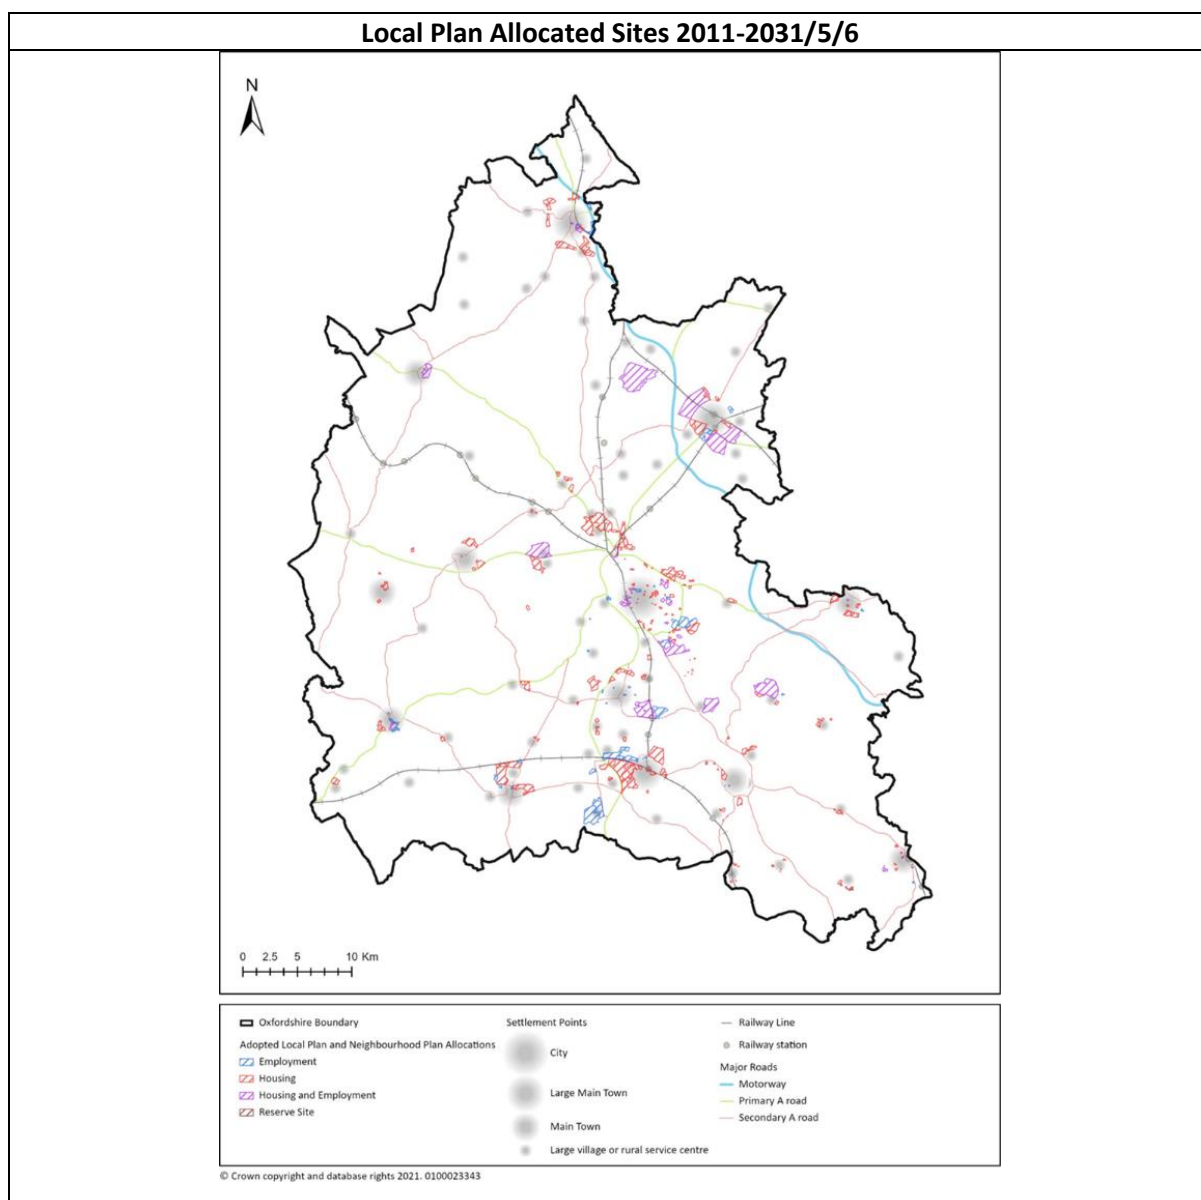 Local Plan Allocated Sites 2011-2031/5/6
N
0 2.5 5 10 Km
Oxfordshire Boundary
Adopted Local Plan and Neighbourhood Plan Allocations
Employment
Housing
Housing and Employment
Reserve Site
Settlement Points
City
Large Main Town
Main Town
Large village or rural service centre
Railway Line
Railway station
Major Roads
Motorway
Primary A road
Secondary A road
© Crown copyright and database rights 2021. 0100023343